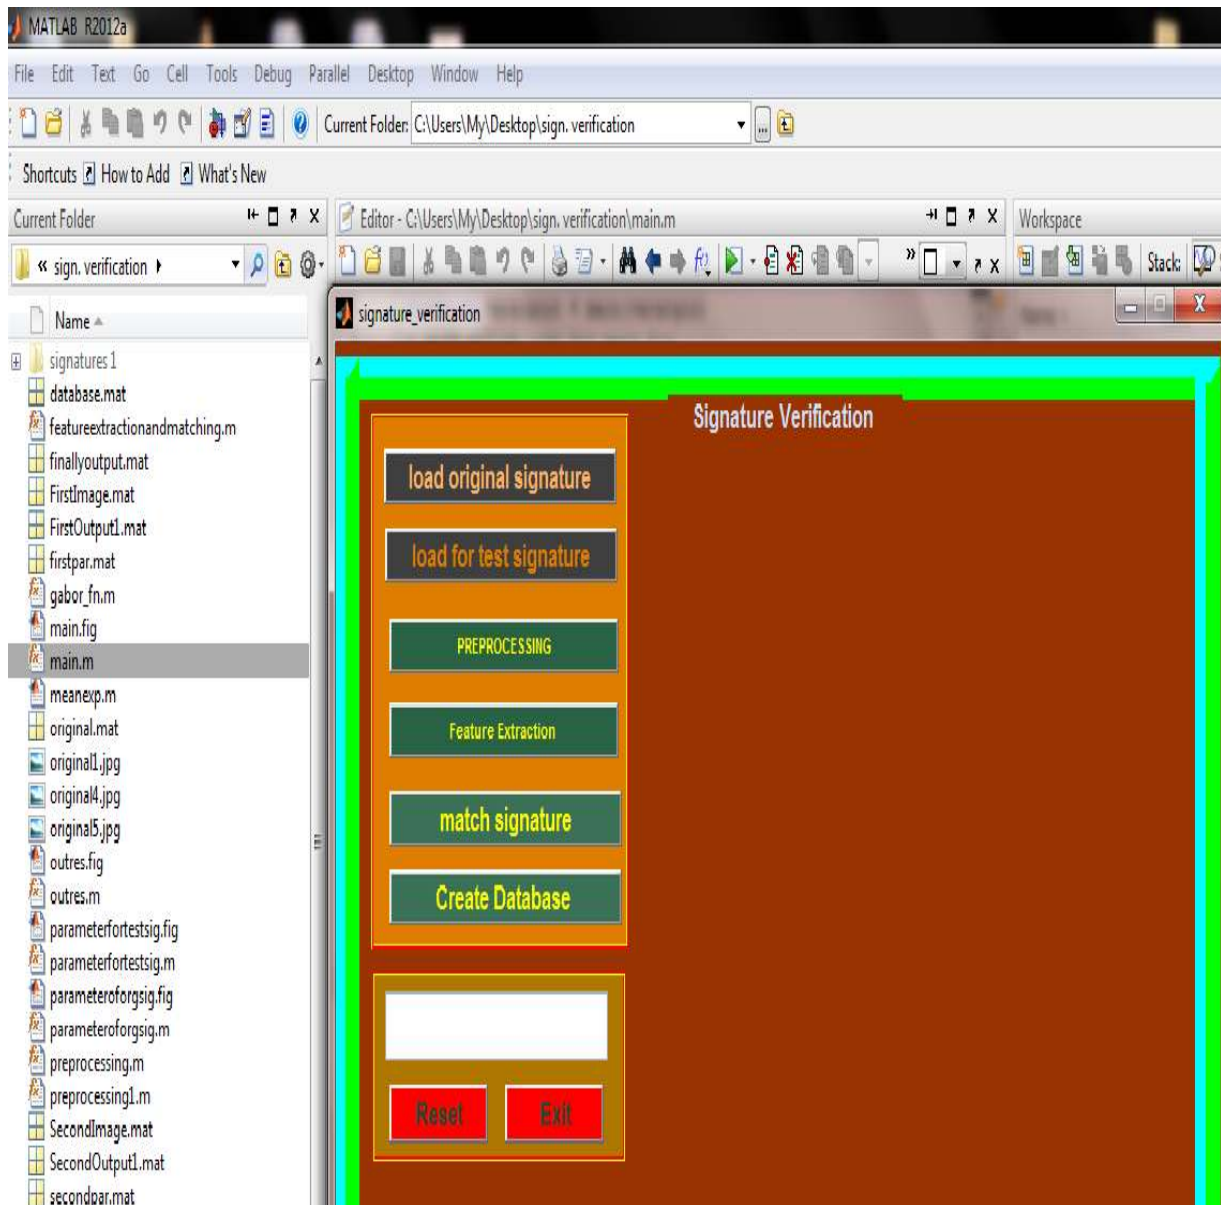 MATLAB R2012a
File Edit Text Go Cell Tools Debug Parallel Desktop Window Help
Current Folder: C:\Users\My\Desktop\sign. verification
Shortcuts How to Add What's New
Current Folder
Editor - C:\Users\My\Desktop\sign. verification\main.m
Workspace
« sign. verification
Stack:
Name
signatures 1
database.mat
featureextractionandmatching.m
finallyoutput.mat
FirstImage.mat
FirstOutput1.mat
firstpar.mat
gabor_fn.m
main.fig
main.m
meanexp.m
original.mat
original1.jpg
original4.jpg
original5.jpg
outres.fig
outres.m
parameterfortestsig.fig
parameterfortestsig.m
parameteroforgsig.fig
parameteroforgsig.m
preprocessing.m
preprocessing1.m
SecondImage.mat
SecondOutput1.mat
secondpar.mat
signature_verification
Signature Verification
load original signature
load for test signature
PREPROCESSING
Feature Extraction
match signature
Create Database
Reset Exit